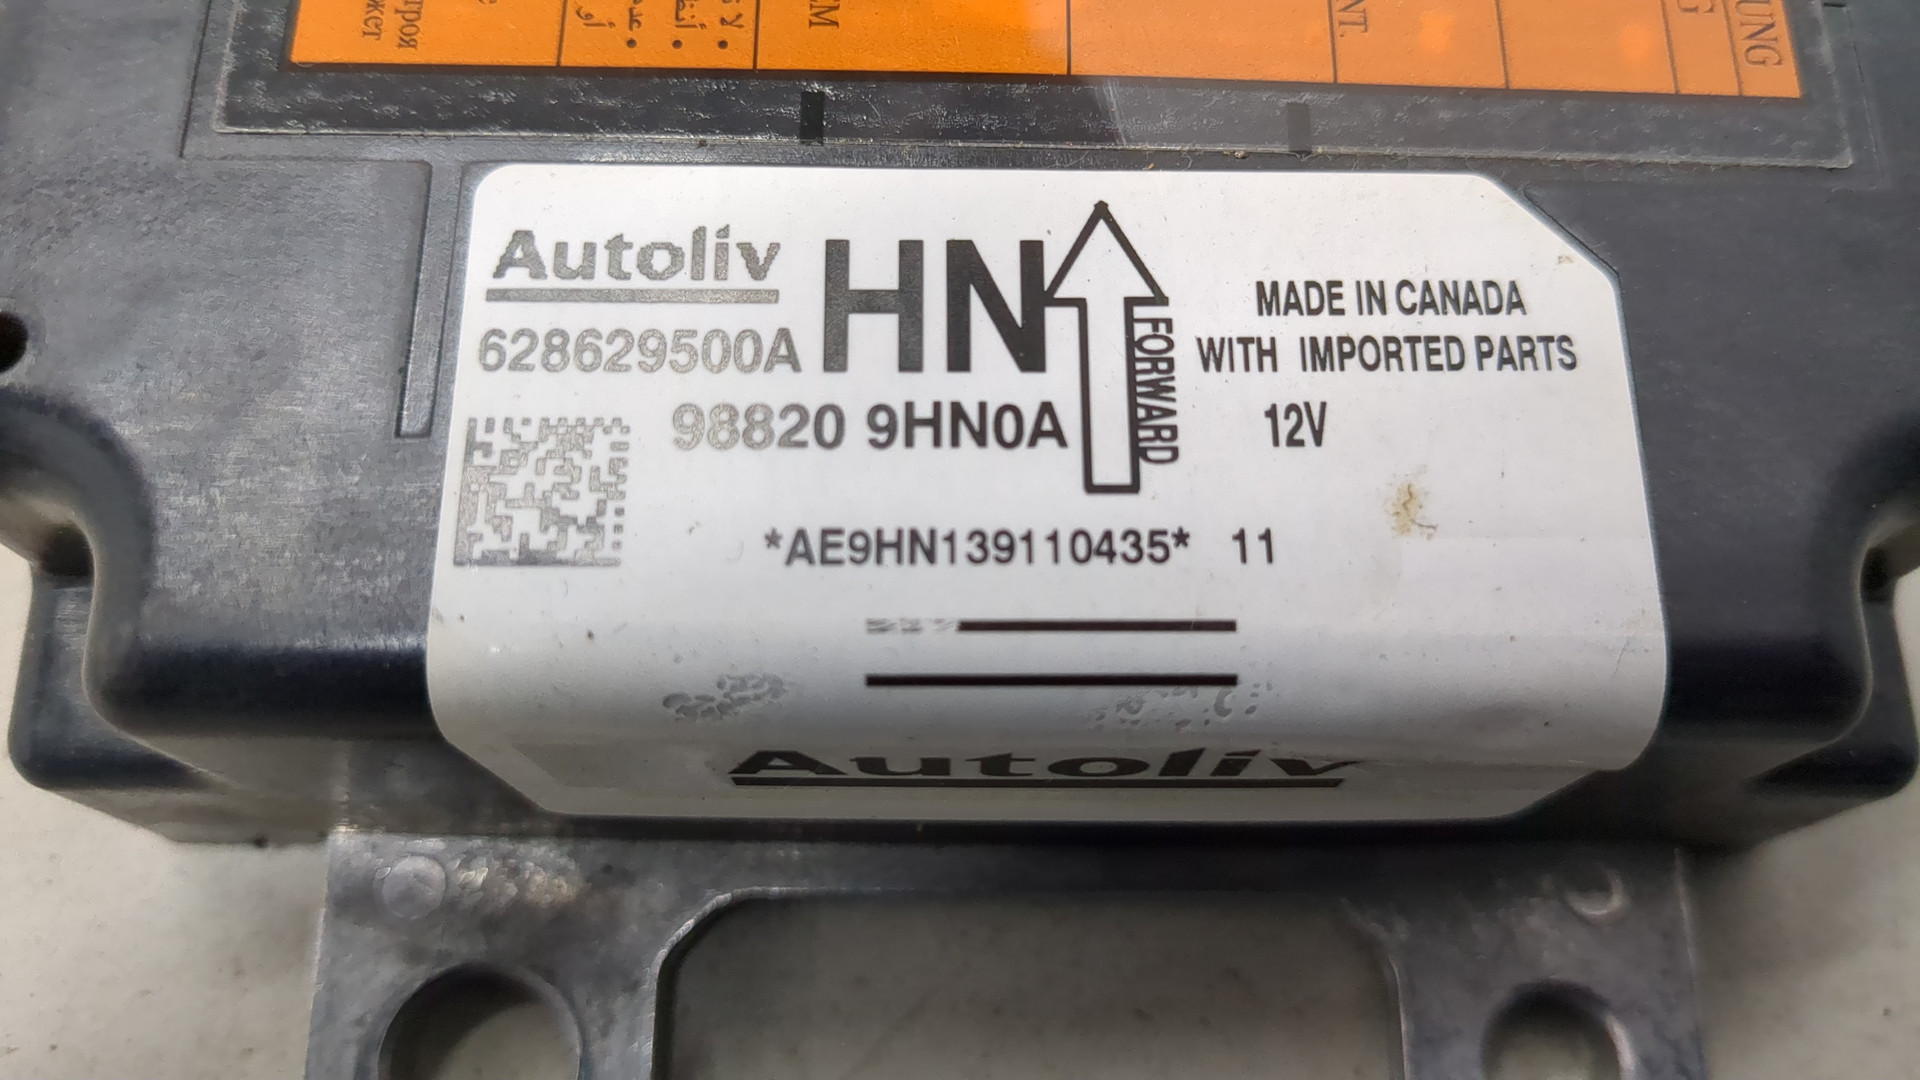 Autoliv
HN
628629500A
98820 9HN0A
FORWARD
MADE IN CANADA
WITH IMPORTED PARTS
12V
*AE9HN139110435* 11
Autoliv